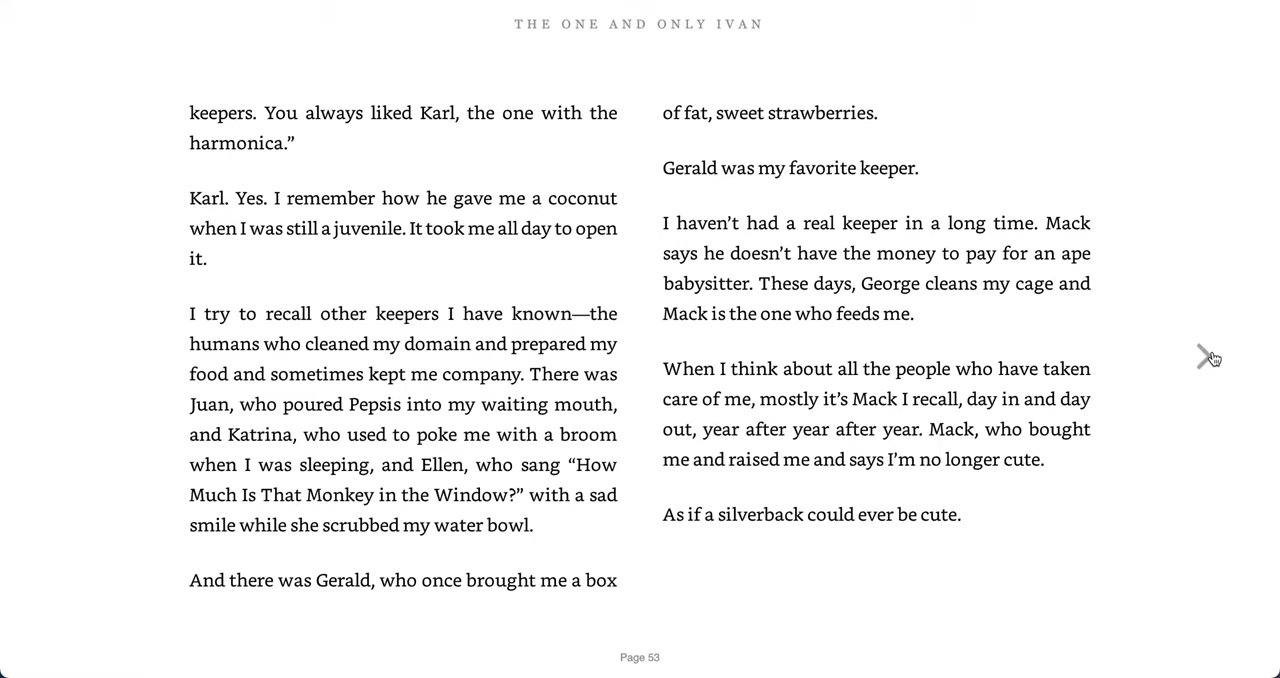 THE ONE AND ONLY IVAN
keepers. You always liked Karl, the one with the
harmonica.”
Karl. Yes. I remember how he gave me a coconut
when I was still a juvenile. It took me all day to open
it.
I try to recall other keepers I have known—the
humans who cleaned my domain and prepared my
food and sometimes kept me company. There was
Juan, who poured Pepsis into my waiting mouth,
and Katrina, who used to poke me with a broom
when I was sleeping, and Ellen, who sang “How
Much Is That Monkey in the Window?” with a sad
smile while she scrubbed my water bowl.
And there was Gerald, who once brought me a box
of fat, sweet strawberries.
Gerald was my favorite keeper.
I haven’t had a real keeper in a long time. Mack
says he doesn’t have the money to pay for an ape
babysitter. These days, George cleans my cage and
Mack is the one who feeds me.
When I think about all the people who have taken
care of me, mostly it’s Mack I recall, day in and day
out, year after year after year. Mack, who bought
me and raised me and says I’m no longer cute.
As if a silverback could ever be cute.
Page 53